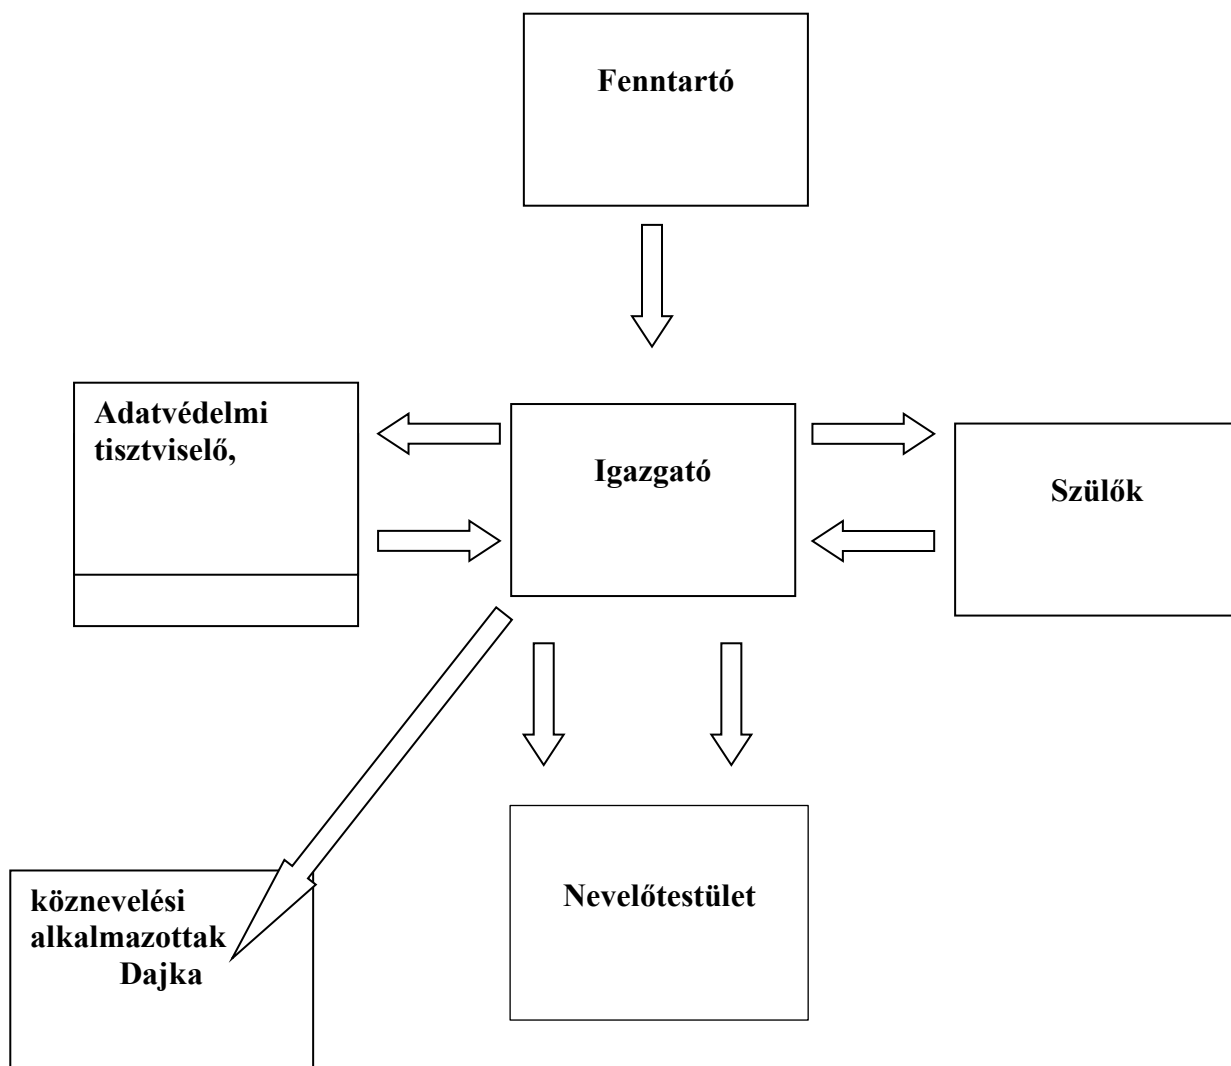 Fenntartó
Adatvédelmi
tisztviselő,
Igazgató
Szülők
Nevelőtestület
köznevelési
alkalmazottak
Dajka